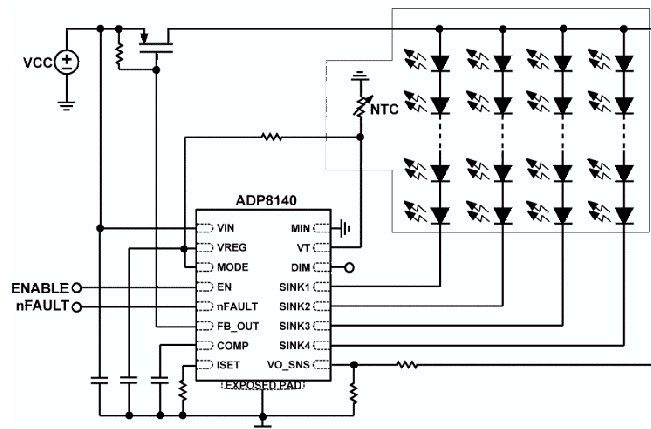 VCC
NTC
ADP8140
VIN
MIN
VREG
VT
MODE
DIM
ENABLE
EN
SINK1
nFAULT
nFAULT
SINK2
FB_OUT
SINK3
COMP
SINK4
ISET
VO_SNS
EXPOSED PAD